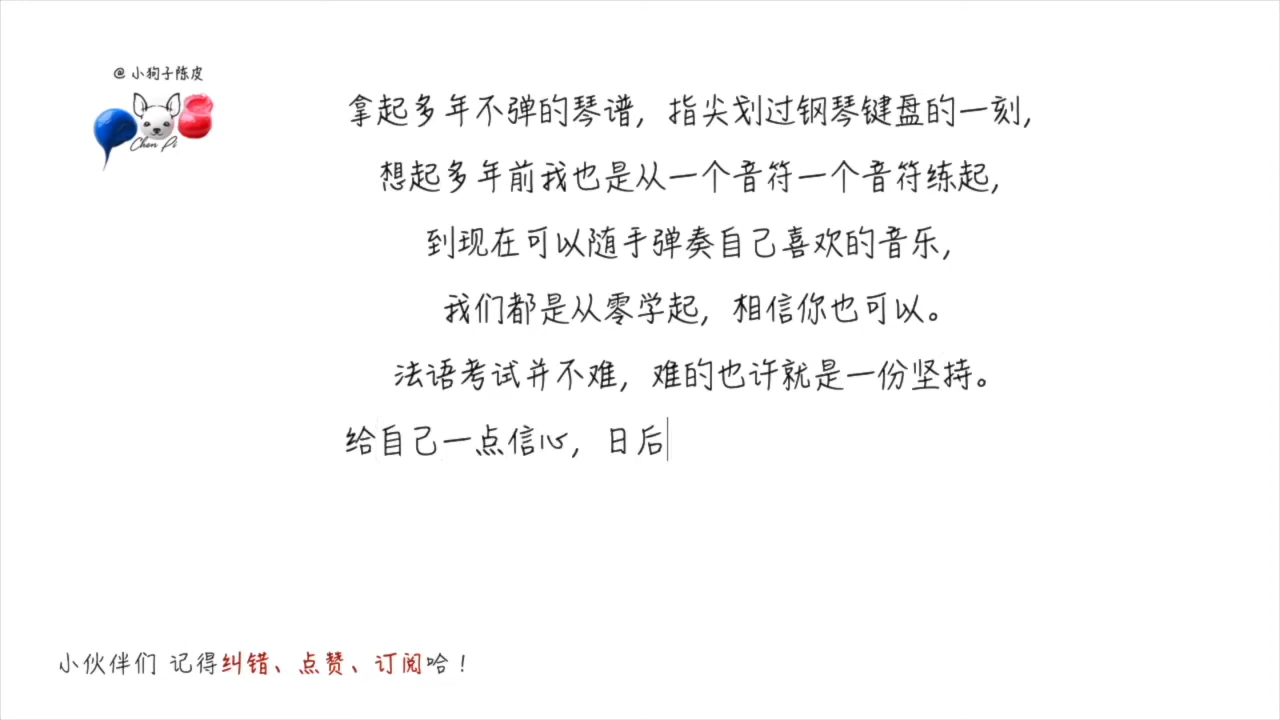 @ 小狗子陈皮
Chen Pi
拿起多年不弹的琴谱，指尖划过钢琴键盘的一刻，
想起多年前我也是从一个音符一个音符练起，
到现在可以随手弹奏自己喜欢的音乐，
我们都是从零学起，相信你也可以。
法语考试并不难，难的也许就是一份坚持。
给自己一点信心，日后
小伙伴们 记得纠错、点赞、订阅哈！